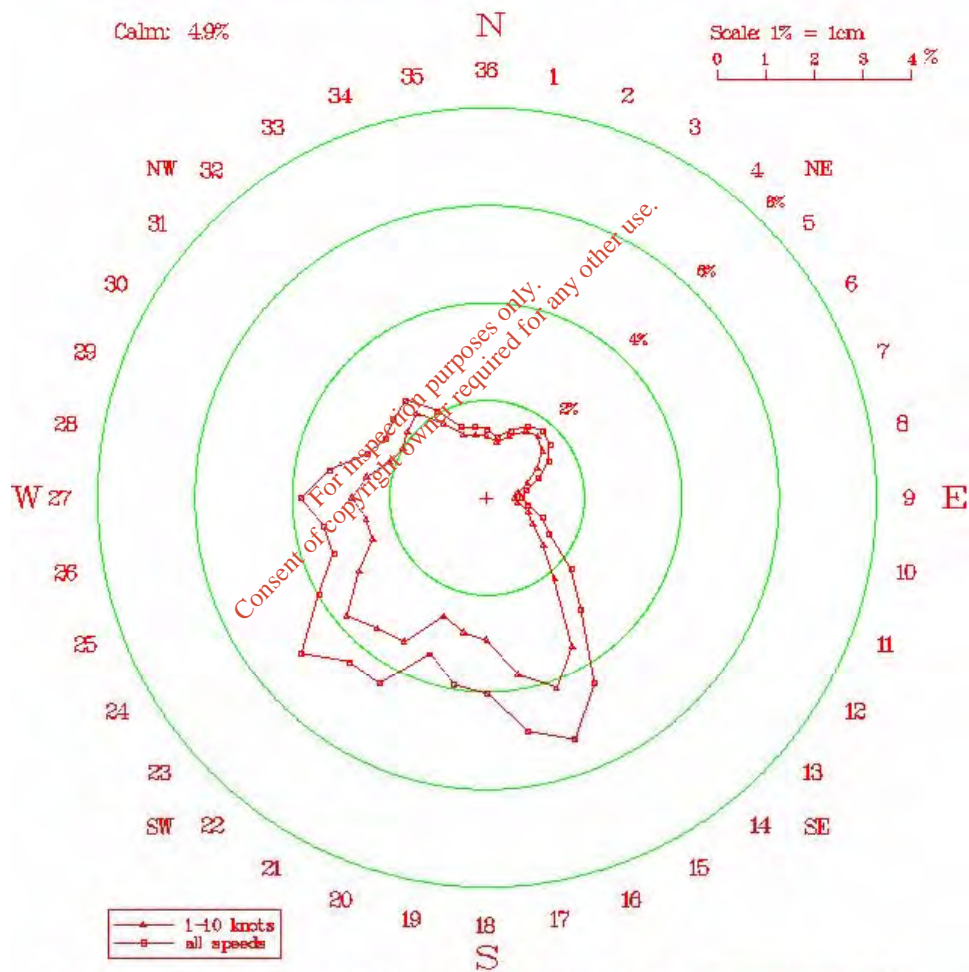 Calm: 4.9%
N
Scale: 1% = 1cm
0 1 2 3 4 %
36
1
2
3
4
NE
5
6
7
8
9
E
10
11
12
13
SE
14
15
16
17
18
S
19
20
21
SW
22
23
24
25
26
W
27
28
29
30
31
NW
32
33
34
35
8%
6%
4%
2%
For inspection purposes only.
Consent of copyright owner required for any other use.
1-10 knots
all speeds